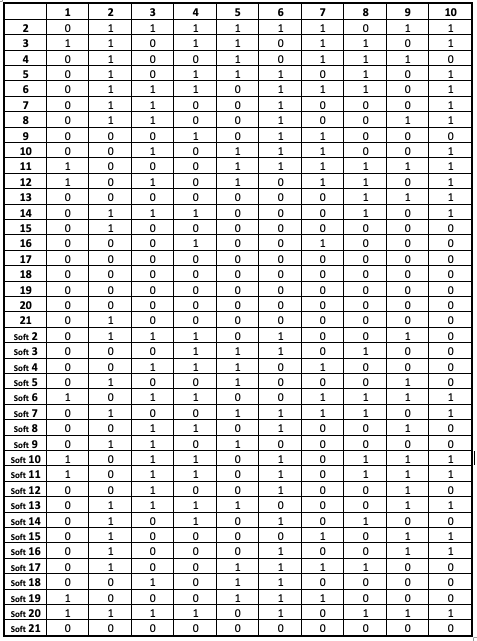 1 2 3 4 5 6 7 8 9 10
2 0 1 1 1 1 1 1 0 1 1
3 1 1 0 1 1 0 1 1 0 1
4 0 1 0 0 1 0 1 1 1 0
5 0 1 0 1 1 1 0 1 0 1
6 0 1 1 1 0 1 1 1 0 1
7 0 1 1 0 0 1 0 0 0 1
8 0 1 1 0 0 1 0 0 1 1
9 0 0 0 1 0 1 1 0 0 0
10 0 0 1 0 1 1 1 0 0 1
11 1 0 0 0 1 1 1 1 1 1
12 1 0 1 0 1 0 1 1 0 1
13 0 0 0 0 0 0 0 1 1 1
14 0 1 1 1 0 0 0 1 0 1
15 0 1 0 0 0 0 0 0 0 0
16 0 0 0 1 0 0 1 0 0 0
17 0 0 0 0 0 0 0 0 0 0
18 0 0 0 0 0 0 0 0 0 0
19 0 0 0 0 0 0 0 0 0 0
20 0 0 0 0 0 0 0 0 0 0
21 0 1 0 0 0 0 0 0 0 0
Soft 2 0 1 1 1 0 1 0 0 1 0
Soft 3 0 0 0 1 1 1 0 1 0 0
Soft 4 0 0 1 1 1 0 1 0 0 0
Soft 5 0 1 0 0 1 0 0 0 1 0
Soft 6 1 0 1 1 0 0 1 1 1 1
Soft 7 0 1 0 0 1 1 1 1 0 1
Soft 8 0 0 1 1 0 1 0 0 1 0
Soft 9 0 1 1 0 1 0 0 0 0 0
Soft 10 1 0 1 1 0 1 0 1 1 1
Soft 11 1 0 1 1 0 1 0 1 1 1
Soft 12 0 0 1 0 0 1 0 0 1 0
Soft 13 0 1 1 1 1 0 0 0 1 1
Soft 14 0 1 0 1 0 1 0 1 0 0
Soft 15 0 1 0 0 0 0 1 0 1 1
Soft 16 0 1 0 0 0 1 0 0 1 1
Soft 17 0 1 0 0 1 1 1 1 0 0
Soft 18 0 0 1 0 1 1 0 0 0 0
Soft 19 1 0 0 0 1 1 1 0 0 0
Soft 20 1 1 1 1 0 1 0 1 1 1
Soft 21 0 0 0 0 0 0 0 0 0 0